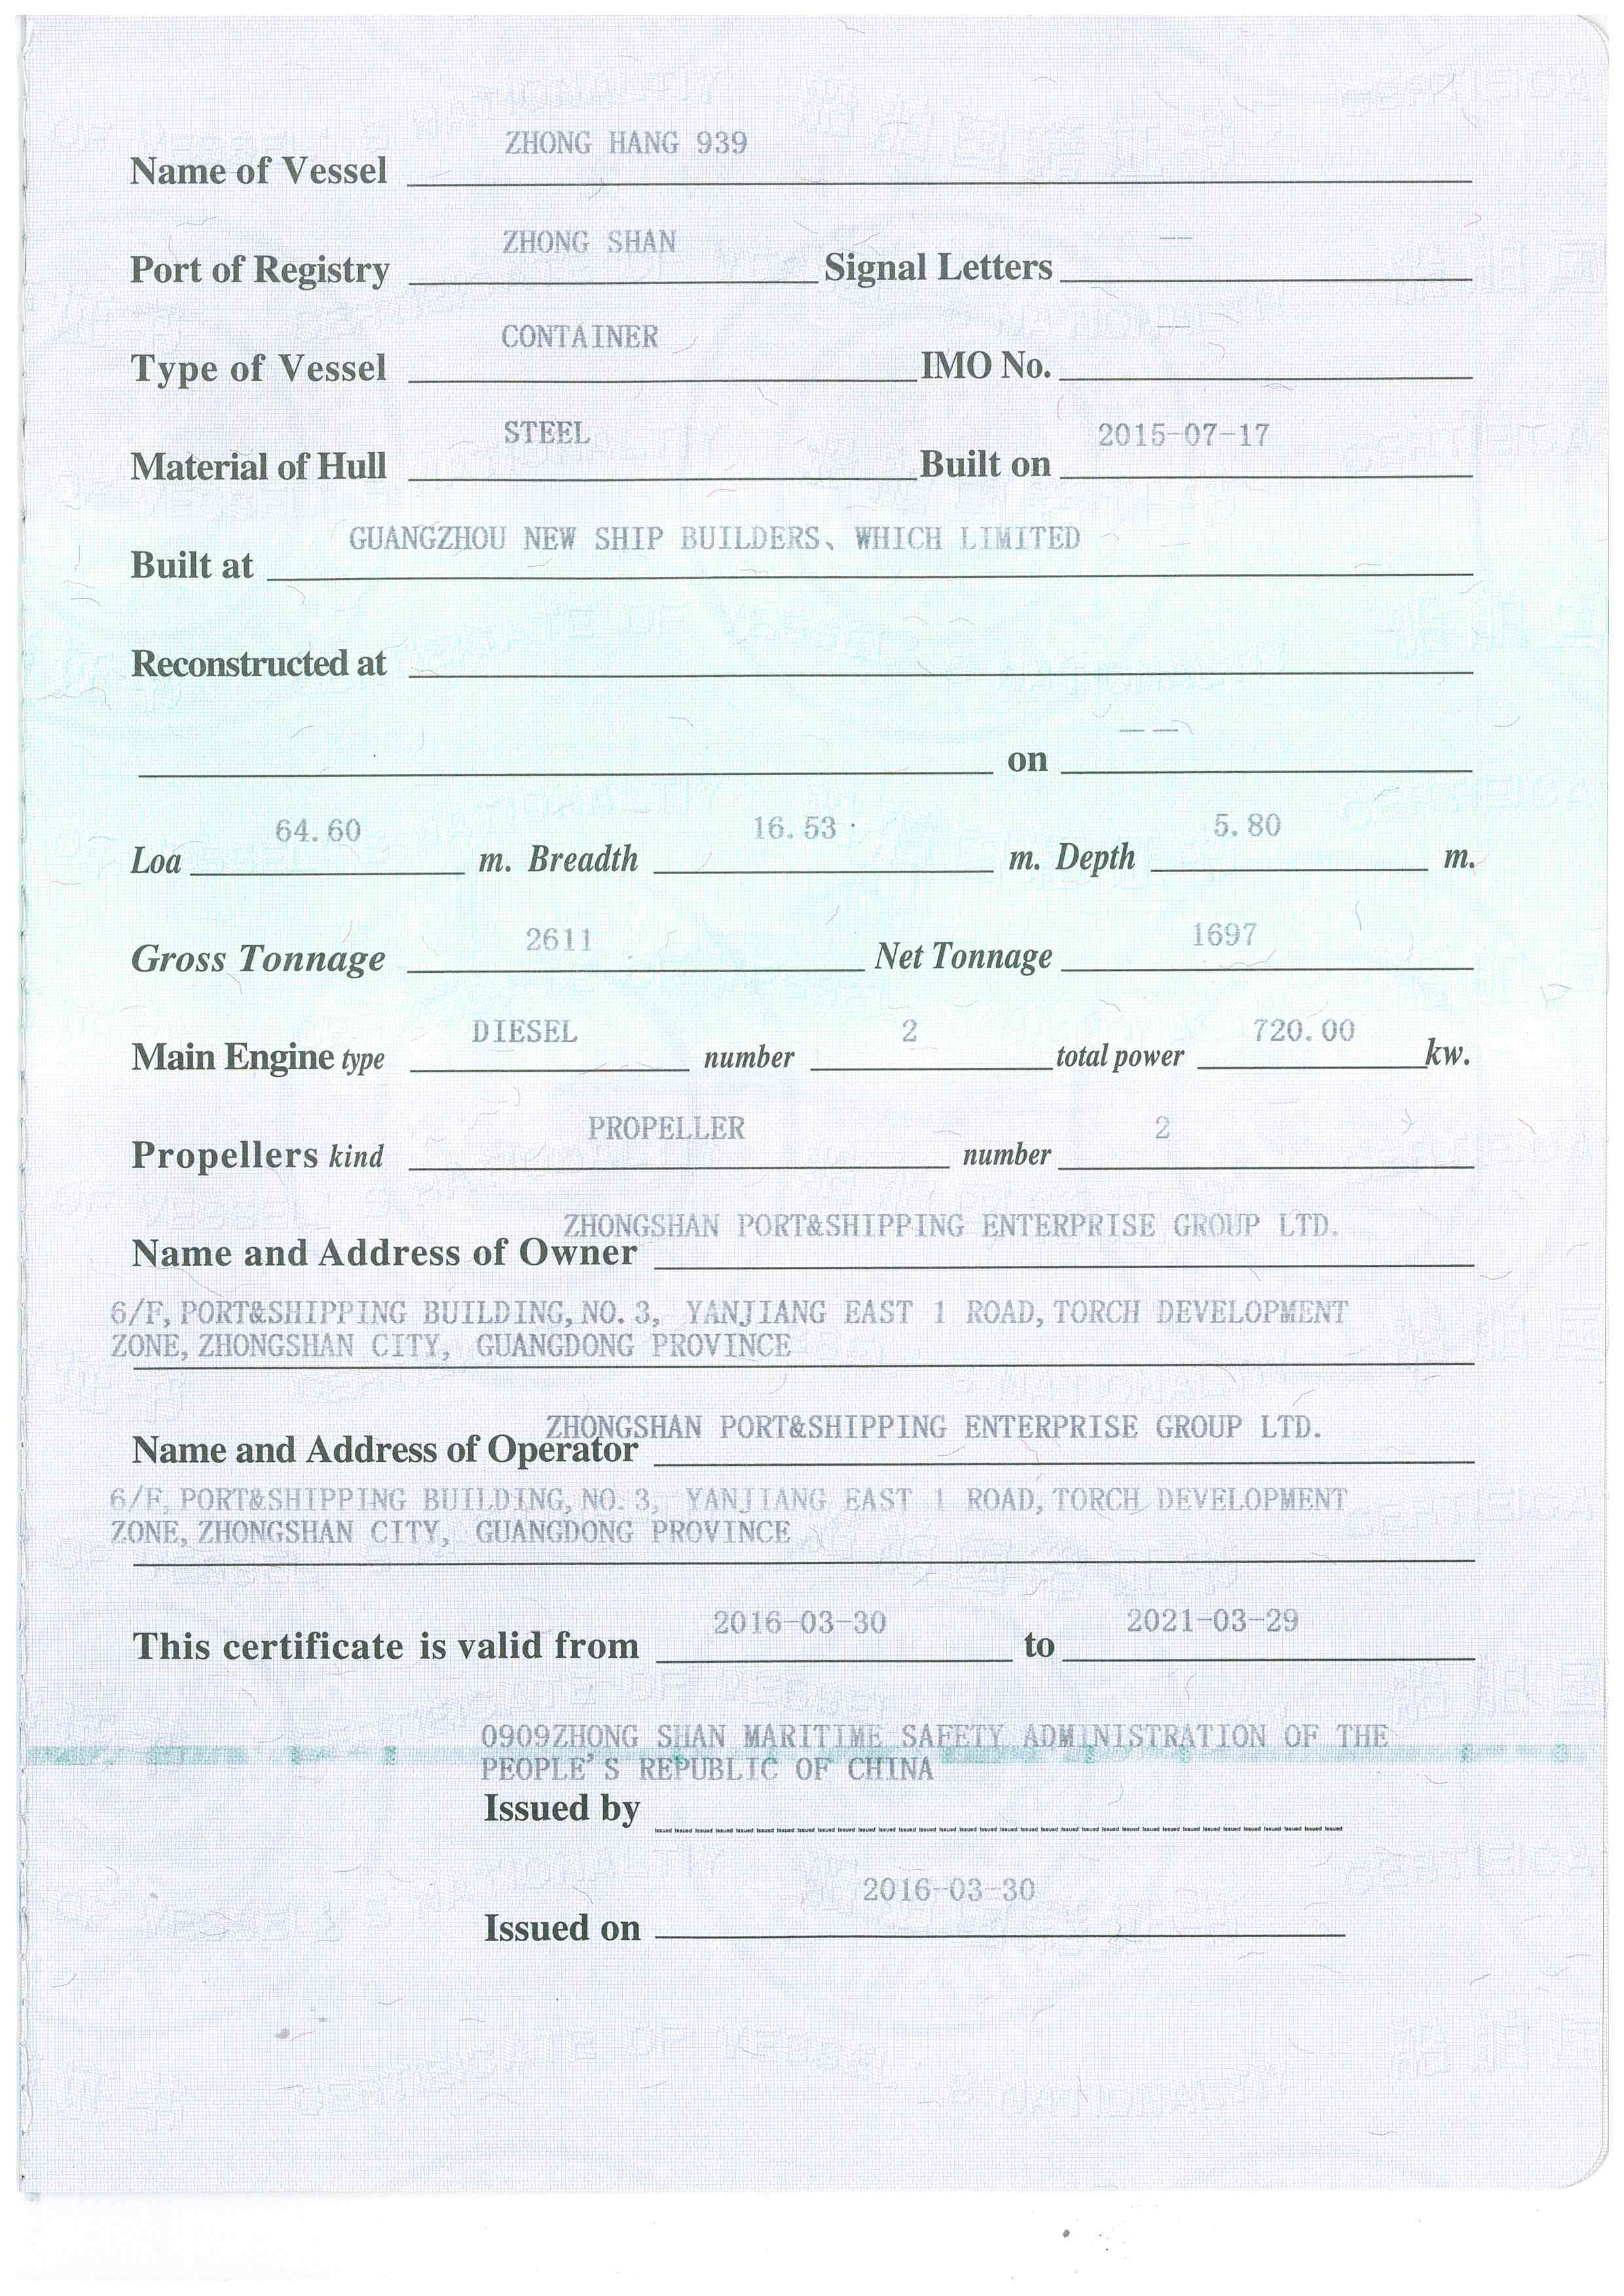 ZHONG HANG 939
Name of Vessel
ZHONG SHAN —
Port of Registry Signal Letters
CONTAINER —
Type of Vessel IMO No.
STEEL 2015-07-17
Material of Hull Built on
GUANGZHOU NEW SHIP BUILDERS、WHICH LIMITED
Built at
Reconstructed at
— —
on
64.60 16.53 5.80
Loa m. Breadth m. Depth m.
2611 1697
Gross Tonnage Net Tonnage
DIESEL 2 720.00
Main Engine type number total power kw.
PROPELLER 2
Propellers kind number
ZHONGSHAN PORT&SHIPPING ENTERPRISE GROUP LTD.
Name and Address of Owner
6/F, PORT&SHIPPING BUILDING, NO. 3, YANJIANG EAST 1 ROAD, TORCH DEVELOPMENT
ZONE, ZHONGSHAN CITY, GUANGDONG PROVINCE
ZHONGSHAN PORT&SHIPPING ENTERPRISE GROUP LTD.
Name and Address of Operator
6/F, PORT&SHIPPING BUILDING, NO. 3, YANJIANG EAST 1 ROAD, TORCH DEVELOPMENT
ZONE, ZHONGSHAN CITY, GUANGDONG PROVINCE
2016-03-30 2021-03-29
This certificate is valid from to
0909ZHONG SHAN MARITIME SAFETY ADMINISTRATION OF THE
PEOPLE'S REPUBLIC OF CHINA
Issued by
2016-03-30
Issued on